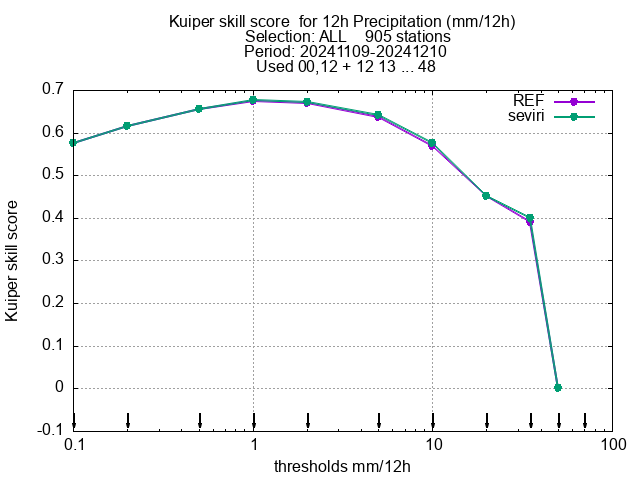 Kuiper skill score  for 12h Precipitation (mm/12h)
Selection: ALL    905 stations
Period: 20241109-20241210
Used 00,12 + 12 13 ... 48
REF
seviri
0.7
0.6
0.5
0.4
0.3
0.2
0.1
0
-0.1
Kuiper skill score
0.1
1
10
100
thresholds mm/12h